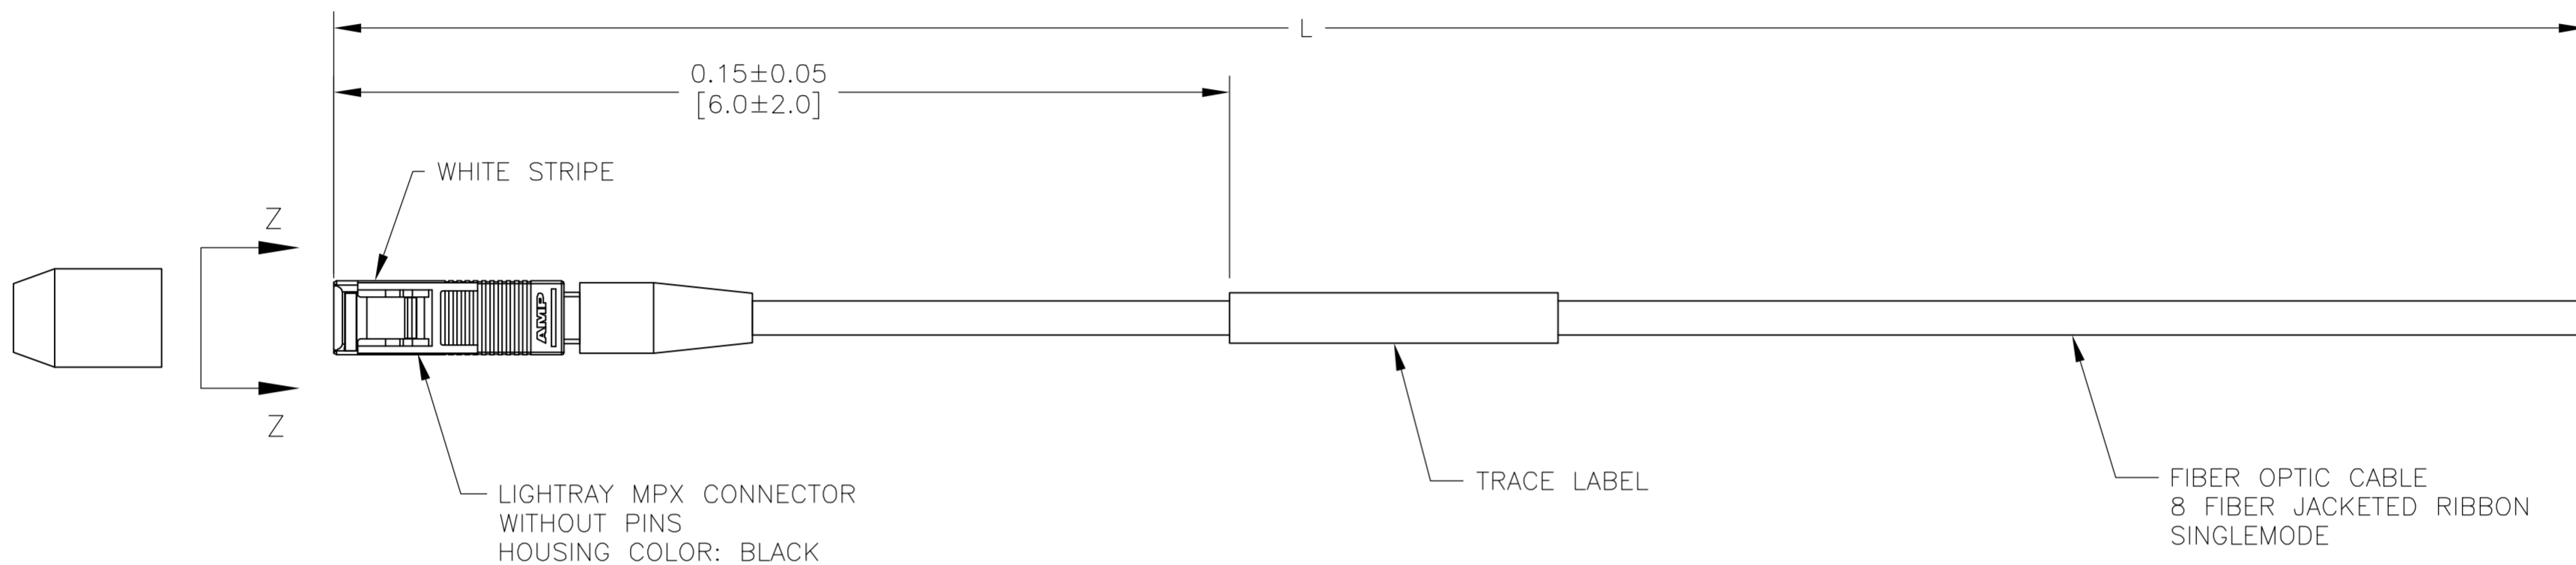 L
0.15±0.05
[6.0±2.0]
WHITE STRIPE
Z
AMP
Z
LIGHTRAY MPX CONNECTOR
WITHOUT PINS
HOUSING COLOR: BLACK
TRACE LABEL
FIBER OPTIC CABLE
8 FIBER JACKETED RIBBON
SINGLEMODE